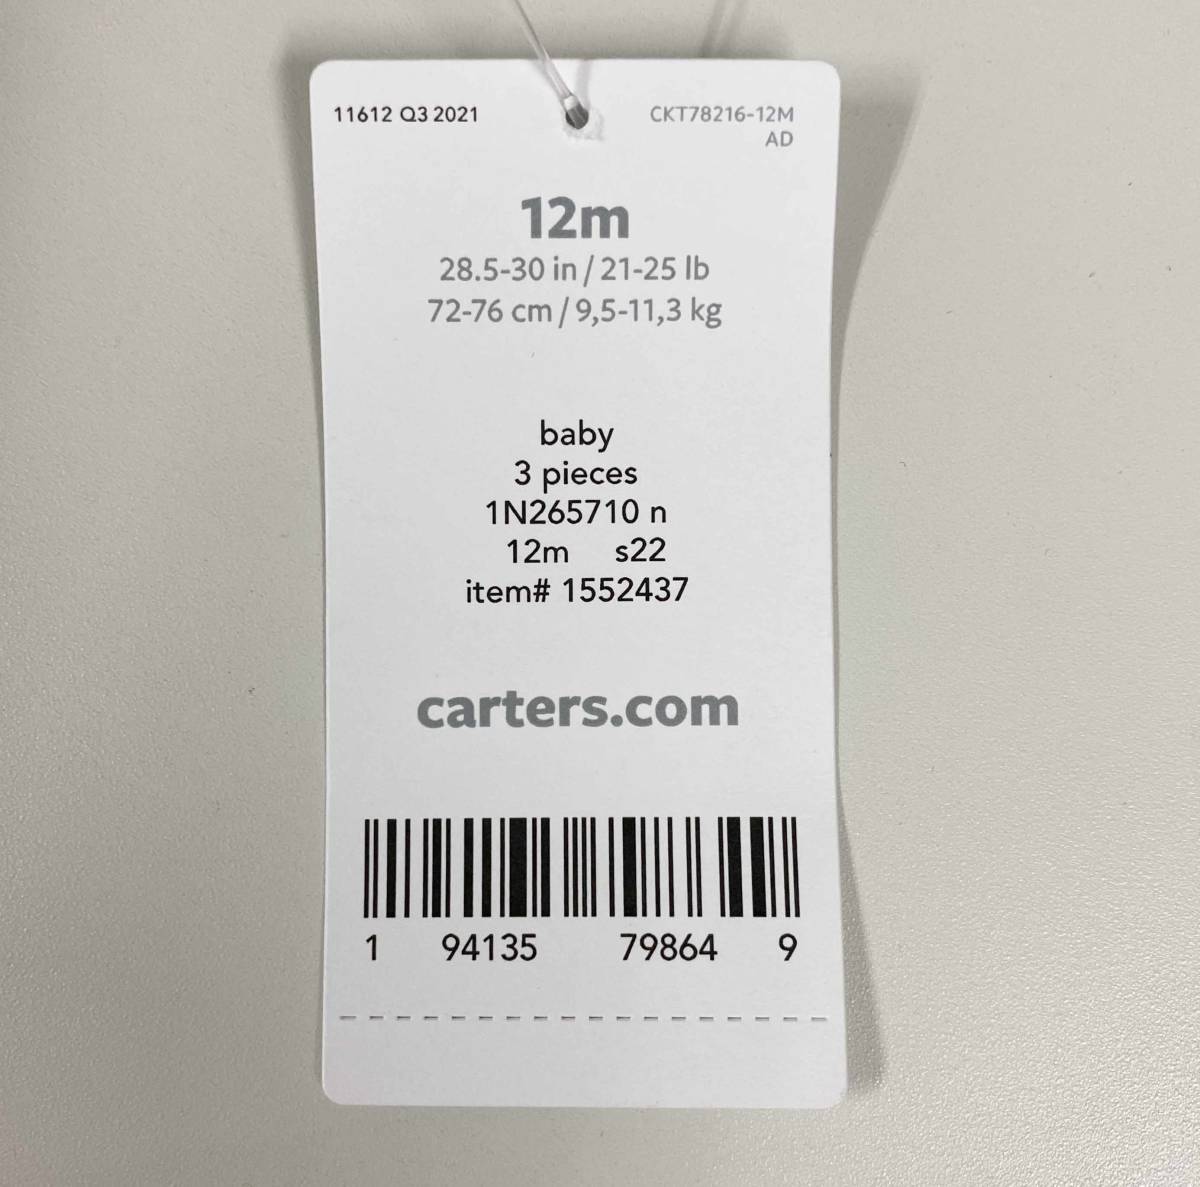 11612 Q3 2021
CKT78216-12M
AD
12m
28.5-30 in / 21-25 lb
72-76 cm / 9,5-11,3 kg
baby
3 pieces
1N265710 n
12m s22
item# 1552437
carters.com
1 94135 79864 9